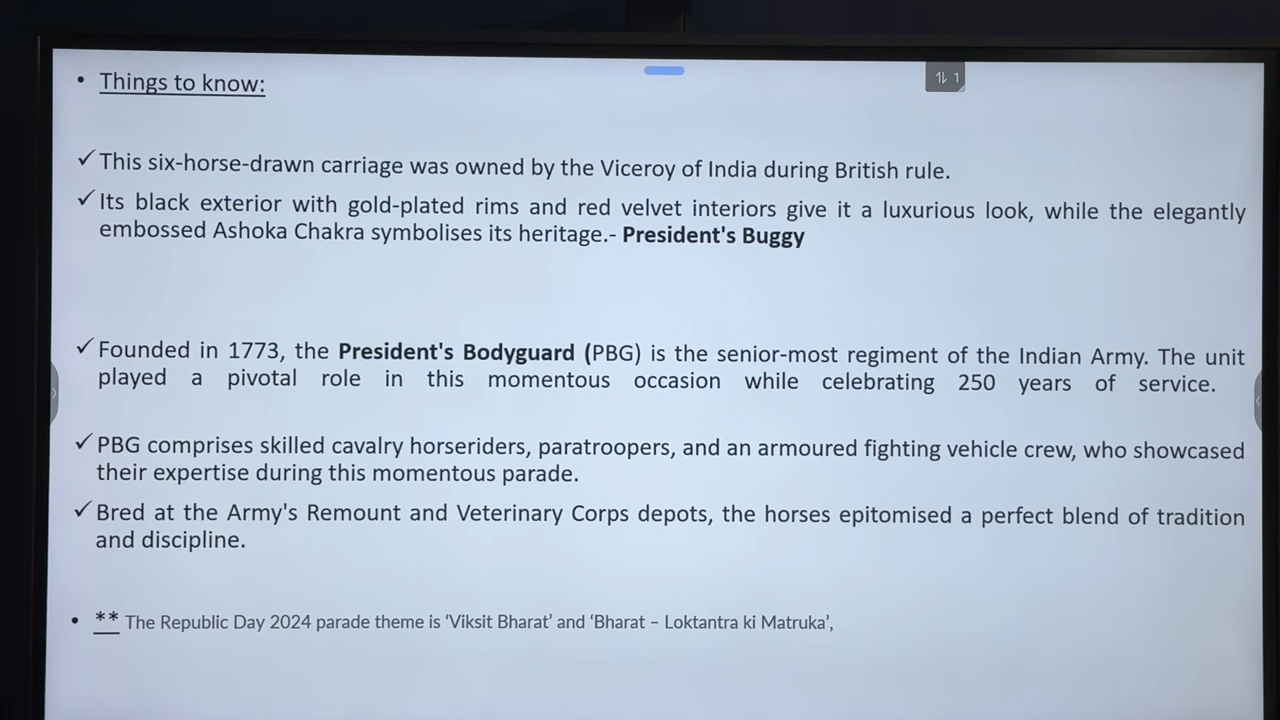 • Things to know:
✓ This six-horse-drawn carriage was owned by the Viceroy of India during British rule.
✓ Its black exterior with gold-plated rims and red velvet interiors give it a luxurious look, while the elegantly
embossed Ashoka Chakra symbolises its heritage.- President's Buggy
✓ Founded in 1773, the President's Bodyguard (PBG) is the senior-most regiment of the Indian Army. The unit
played a pivotal role in this momentous occasion while celebrating 250 years of service.
✓ PBG comprises skilled cavalry horseriders, paratroopers, and an armoured fighting vehicle crew, who showcased
their expertise during this momentous parade.
✓ Bred at the Army's Remount and Veterinary Corps depots, the horses epitomised a perfect blend of tradition
and discipline.
• ** The Republic Day 2024 parade theme is ‘Viksit Bharat’ and ‘Bharat – Loktantra ki Matruka’,
1